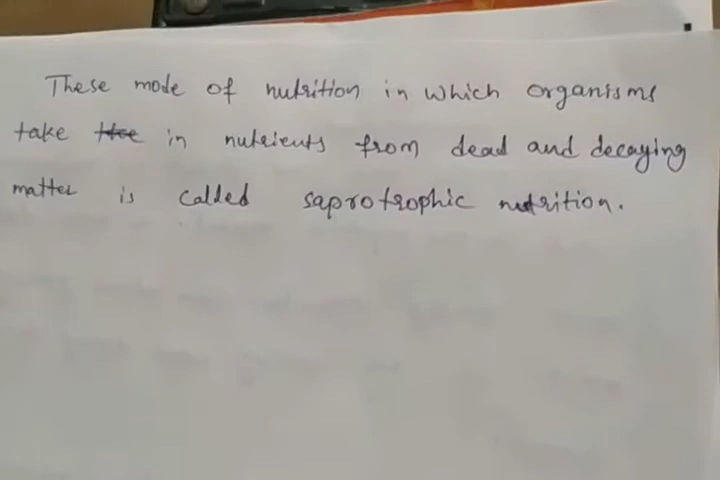 These mode of nutrition in which organisms
take in nutrients from dead and decaying
matter is called saprotrophic nutrition.